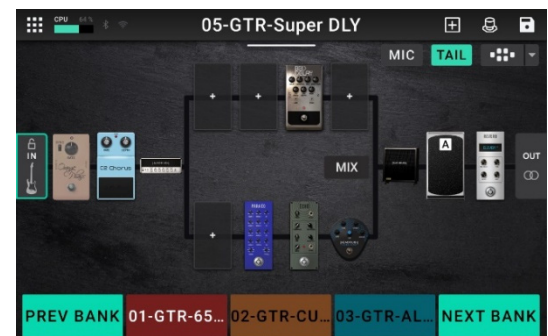 CPU 64%
05-GTR-Super DLY
MIC
TAIL
IN
CE Chorus
A
OUT
MIX
PREV BANK
01-GTR-65...
02-GTR-CU...
03-GTR-AL...
NEXT BANK